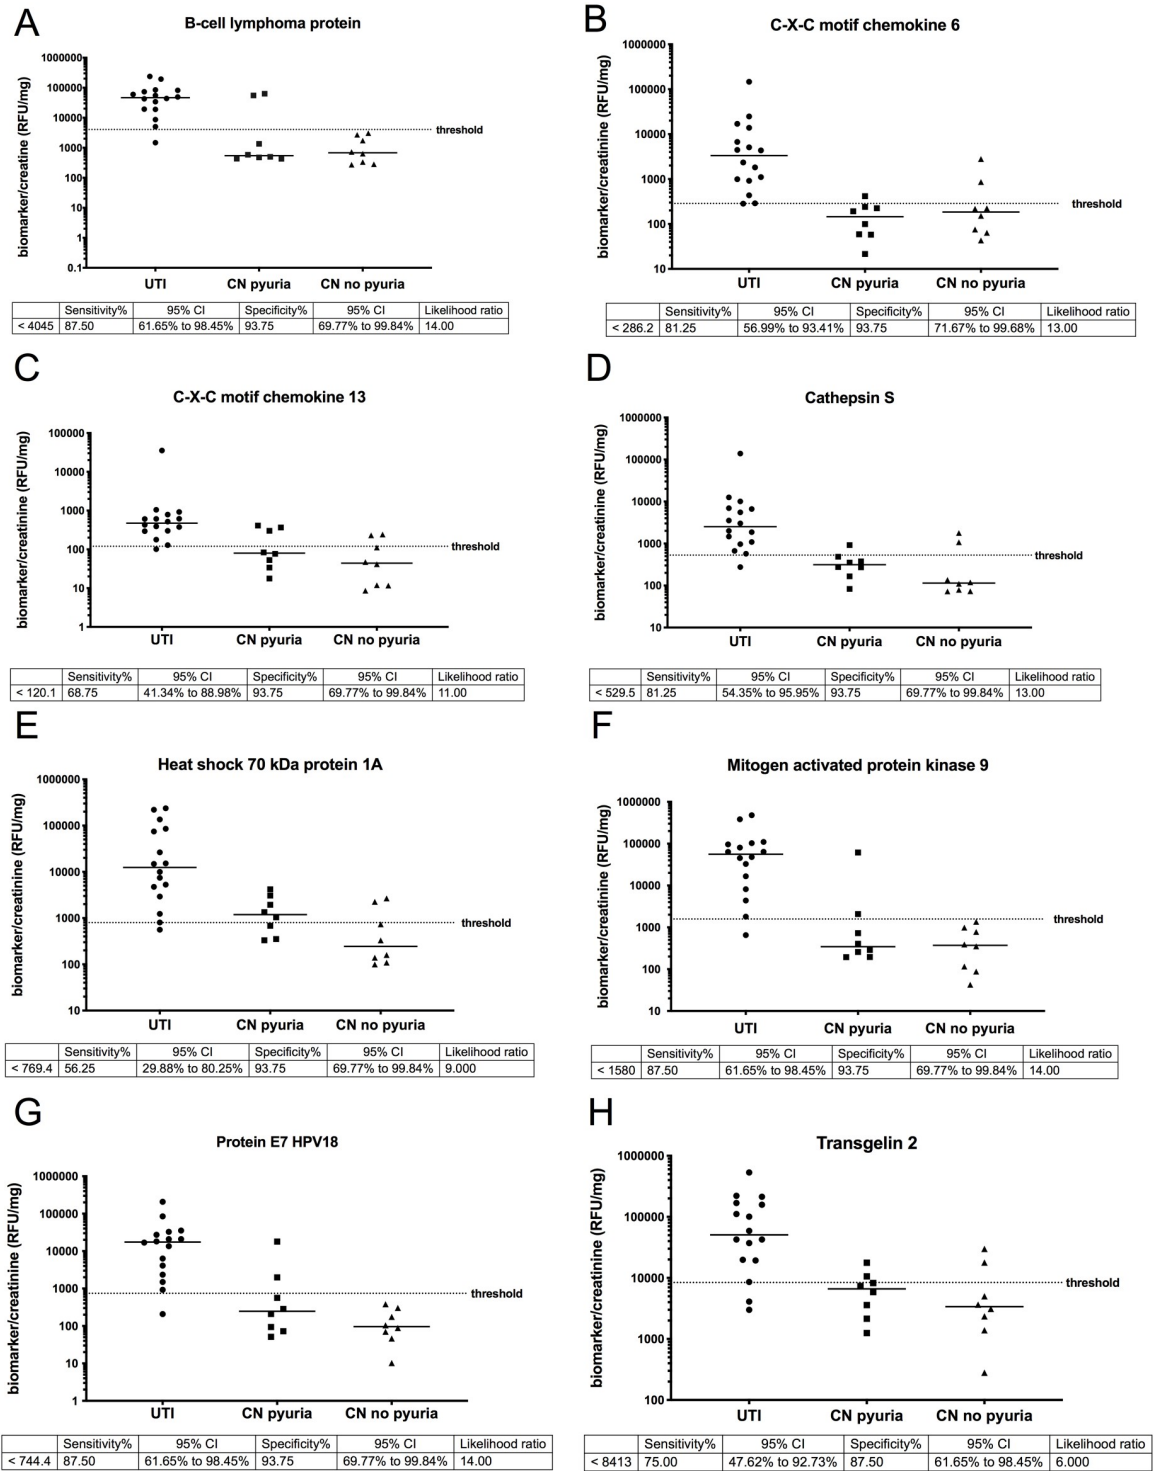 A
B-cell lymphoma protein
biomarker/creatine (RFU/mg)
1000000
100000
10000
1000
100
10
1
0.1
threshold
UTI CN pyuria CN no pyuria
Sensitivity% 95% CI Specificity% 95% CI Likelihood ratio
< 4045 87.50 61.65% to 98.45% 93.75 69.77% to 99.84% 14.00
B
C-X-C motif chemokine 6
biomarker/creatinine (RFU/mg)
1000000
100000
10000
1000
100
10
threshold
UTI CN pyuria CN no pyuria
Sensitivity% 95% CI Specificity% 95% CI Likelihood ratio
< 286.2 81.25 56.99% to 93.41% 93.75 71.67% to 99.68% 13.00
C
C-X-C motif chemokine 13
biomarker/creatinine (RFU/mg)
100000
10000
1000
100
10
1
threshold
UTI CN pyuria CN no pyuria
Sensitivity% 95% CI Specificity% 95% CI Likelihood ratio
< 120.1 68.75 41.34% to 88.98% 93.75 69.77% to 99.84% 11.00
D
Cathepsin S
biomarker/creatinine (RFU/mg)
1000000
100000
10000
1000
100
10
threshold
UTI CN pyuria CN no pyuria
Sensitivity% 95% CI Specificity% 95% CI Likelihood ratio
< 529.5 81.25 54.35% to 95.95% 93.75 69.77% to 99.84% 13.00
E
Heat shock 70 kDa protein 1A
biomarker/creatinine (RFU/mg)
1000000
100000
10000
1000
100
10
threshold
UTI CN pyuria CN no pyuria
Sensitivity% 95% CI Specificity% 95% CI Likelihood ratio
< 769.4 56.25 29.88% to 80.25% 93.75 69.77% to 99.84% 9.000
F
Mitogen activated protein kinase 9
biomarker/creatinine (RFU/mg)
1000000
100000
10000
1000
100
10
threshold
UTI CN pyuria CN no pyuria
Sensitivity% 95% CI Specificity% 95% CI Likelihood ratio
< 1580 87.50 61.65% to 98.45% 93.75 69.77% to 99.84% 14.00
G
Protein E7 HPV18
biomarker/creatinine (RFU/mg)
1000000
100000
10000
1000
100
10
1
threshold
UTI CN pyuria CN no pyuria
Sensitivity% 95% CI Specificity% 95% CI Likelihood ratio
< 744.4 87.50 61.65% to 98.45% 93.75 69.77% to 99.84% 14.00
H
Transgelin 2
biomarker/creatinine (RFU/mg)
1000000
100000
10000
1000
100
threshold
UTI CN pyuria CN no pyuria
Sensitivity% 95% CI Specificity% 95% CI Likelihood ratio
< 8413 75.00 47.62% to 92.73% 87.50 61.65% to 98.45% 6.000